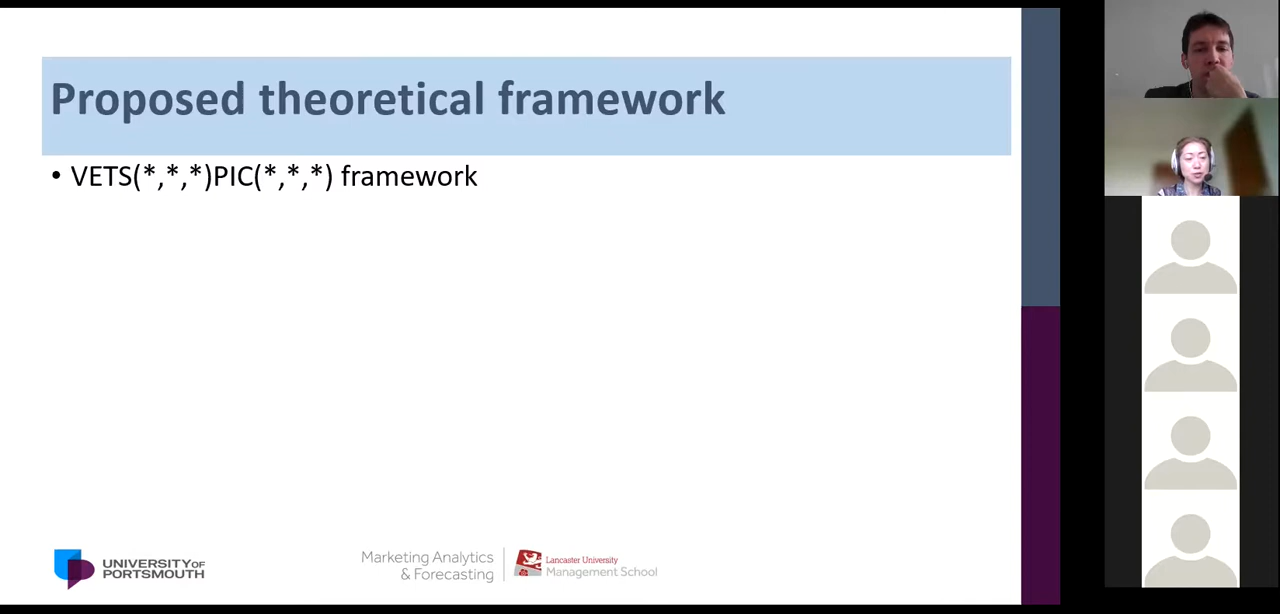 Proposed theoretical framework
• VETS(*,*,*)PIC(*,*,*) framework
UNIVERSITY OF
PORTSMOUTH
Marketing Analytics
& Forecasting
Lancaster University
Management School